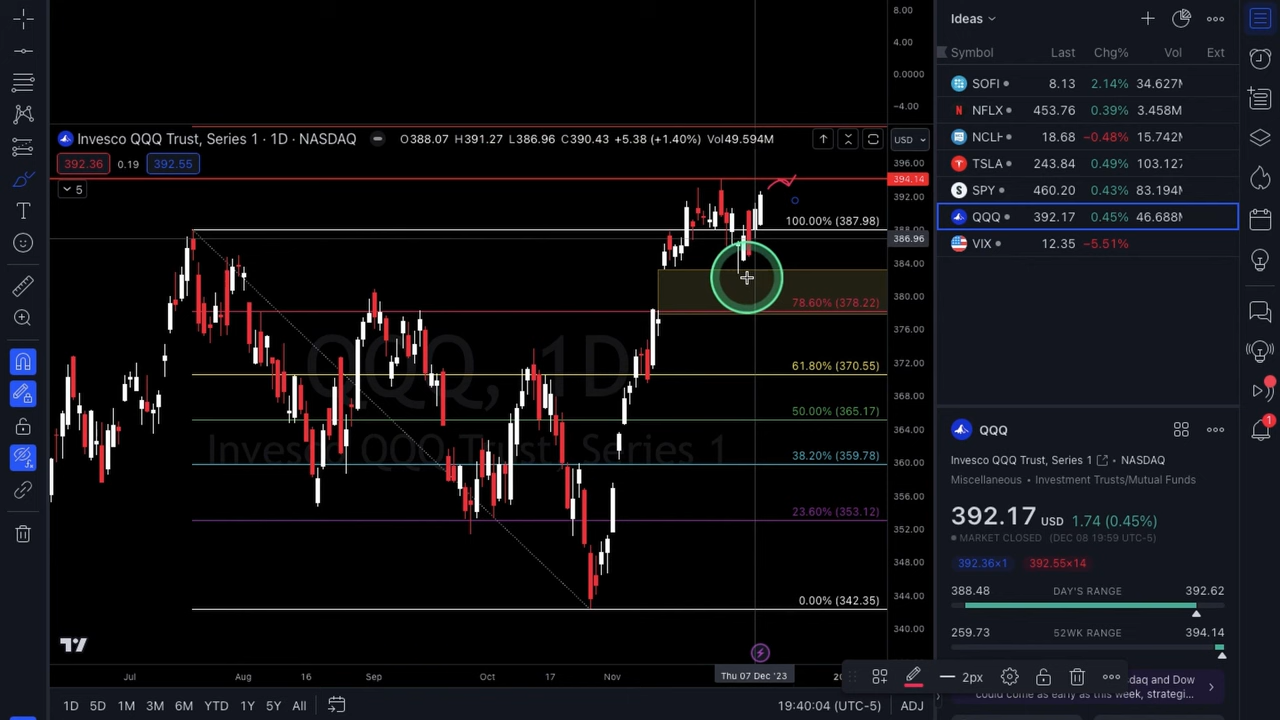 8.00
4.00
0.0000
−4.00
Invesco QQQ Trust, Series 1 · 1D · NASDAQ
O388.07 H391.27 L386.96 C390.43 +5.38 (+1.40%) Vol49.594M
USD
392.36 0.19 392.55
5
396.00
394.14
392.00
388.00
386.96
384.00
380.00
376.00
372.00
368.00
364.00
360.00
356.00
352.00
348.00
344.00
340.00
100.00% (387.98)
78.60% (378.22)
61.80% (370.55)
50.00% (365.17)
38.20% (359.78)
23.60% (353.12)
0.00% (342.35)
QQQ, 1D
Invesco QQQ Trust, Series 1
Jul Aug 16 Sep Oct 17 Nov Thu 07 Dec '23
2px
1D 5D 1M 3M 6M YTD 1Y 5Y All
19:40:04 (UTC-5) ADJ
Ideas
Symbol Last Chg% Vol Ext
SOFI 8.13 2.14% 34.627M
NFLX 453.76 0.39% 3.458M
NCLH 18.68 −0.48% 15.742M
TSLA 243.84 0.49% 103.127
SPY 460.20 0.43% 83.194M
QQQ 392.17 0.45% 46.688M
VIX 12.35 −5.51%
QQQ
Invesco QQQ Trust, Series 1 • NASDAQ
Miscellaneous • Investment Trusts/Mutual Funds
392.17 USD 1.74 (0.45%)
MARKET CLOSED (DEC 08 19:59 UTC-5)
392.36×1 392.55×14
388.48 DAY'S RANGE 392.62
259.73 52WK RANGE 394.14
sdaq and Dow
could come as early as this week, strategi...
1